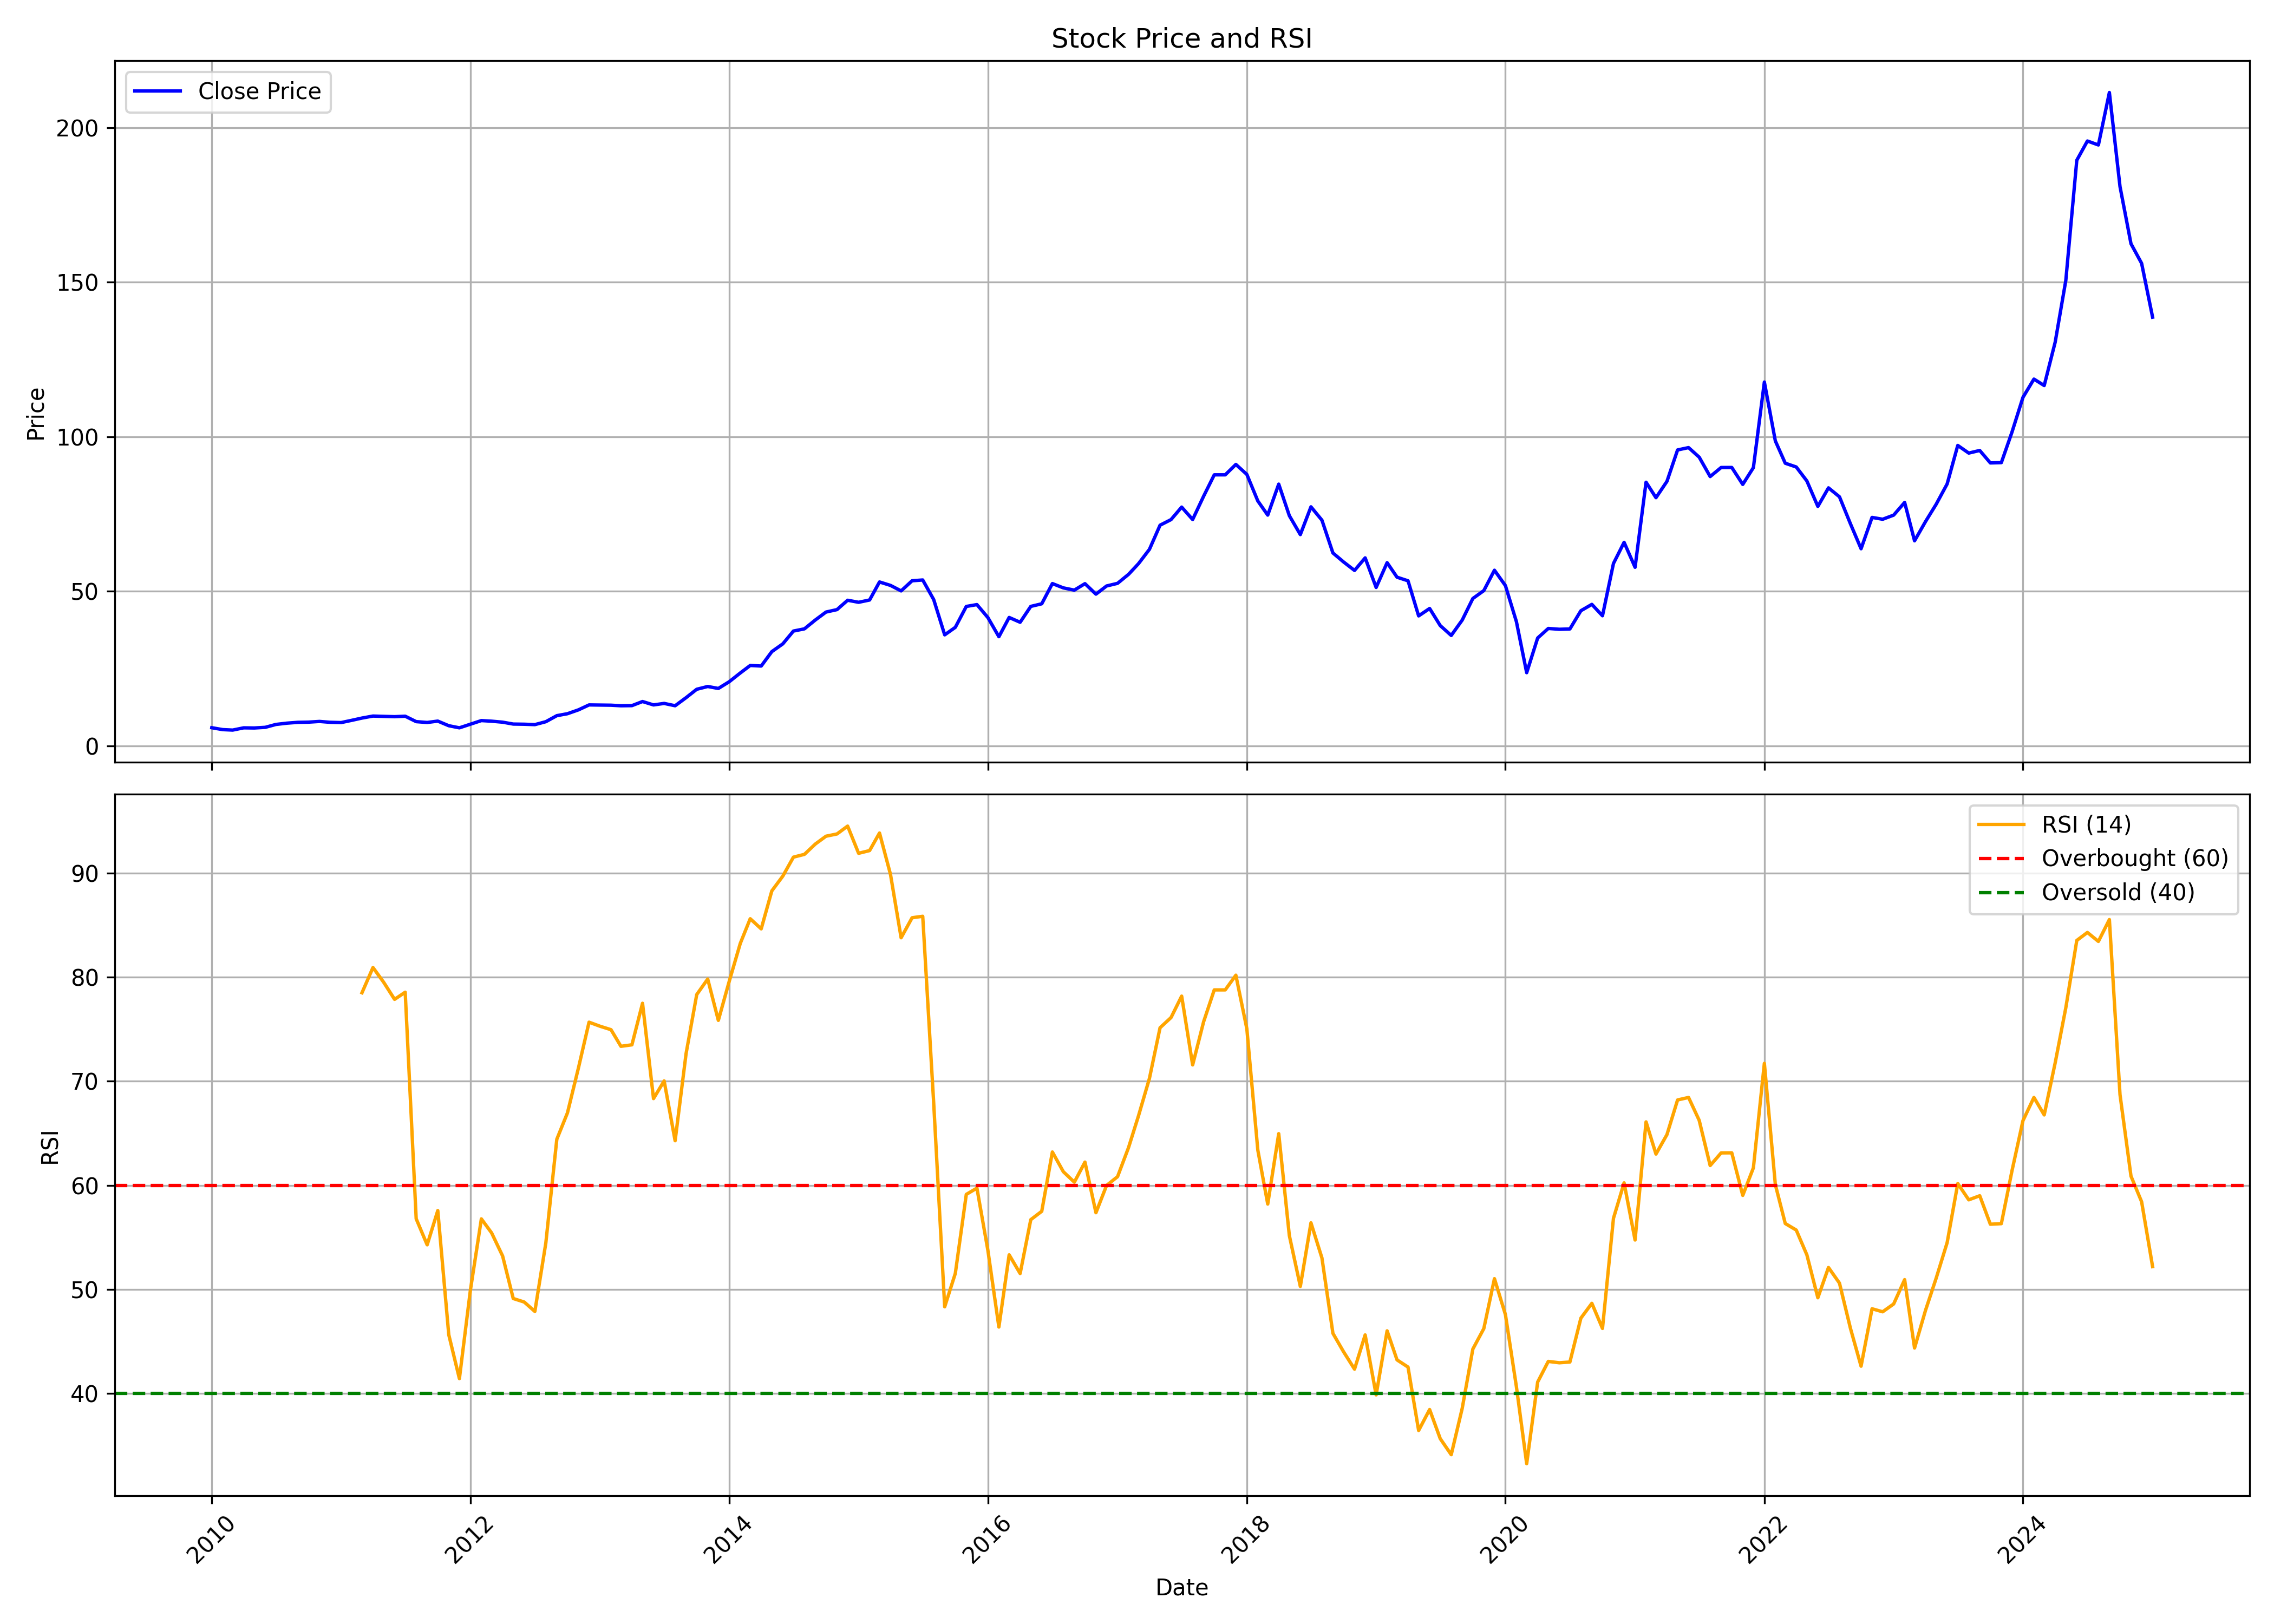 Stock Price and RSI
Close Price
200
150
100
50
0
Price
RSI (14)
Overbought (60)
Oversold (40)
90
80
70
60
50
40
RSI
2010
2012
2014
2016
2018
2020
2022
2024
Date